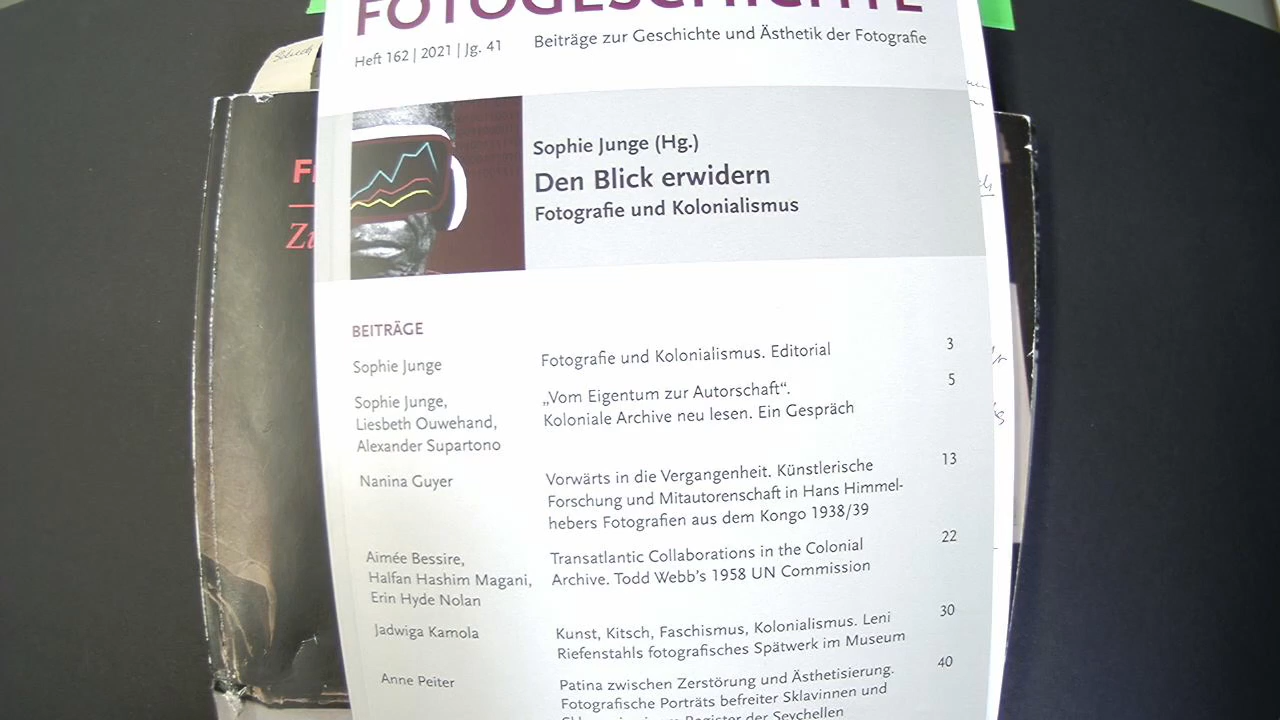 FOTOGESCHICHTE
Heft 162 | 2021 | Jg. 41
Beiträge zur Geschichte und Ästhetik der Fotografie
Sophie Junge (Hg.)
Den Blick erwidern
Fotografie und Kolonialismus
BEITRÄGE
Sophie Junge
Fotografie und Kolonialismus. Editorial
3
Sophie Junge,
Liesbeth Ouwehand,
Alexander Supartono
„Vom Eigentum zur Autorschaft“.
Koloniale Archive neu lesen. Ein Gespräch
5
Nanina Guyer
Vorwärts in die Vergangenheit. Künstlerische
Forschung und Mitautorenschaft in Hans Himmel-
hebers Fotografien aus dem Kongo 1938/39
13
Aimée Bessire,
Halfan Hashim Magani,
Erin Hyde Nolan
Transatlantic Collaborations in the Colonial
Archive. Todd Webb's 1958 UN Commission
22
Jadwiga Kamola
Kunst, Kitsch, Faschismus, Kolonialismus. Leni
Riefenstahls fotografisches Spätwerk im Museum
30
Anne Peiter
Patina zwischen Zerstörung und Ästhetisierung.
Fotografische Porträts befreiter Sklavinnen und
Register der Seychellen
40